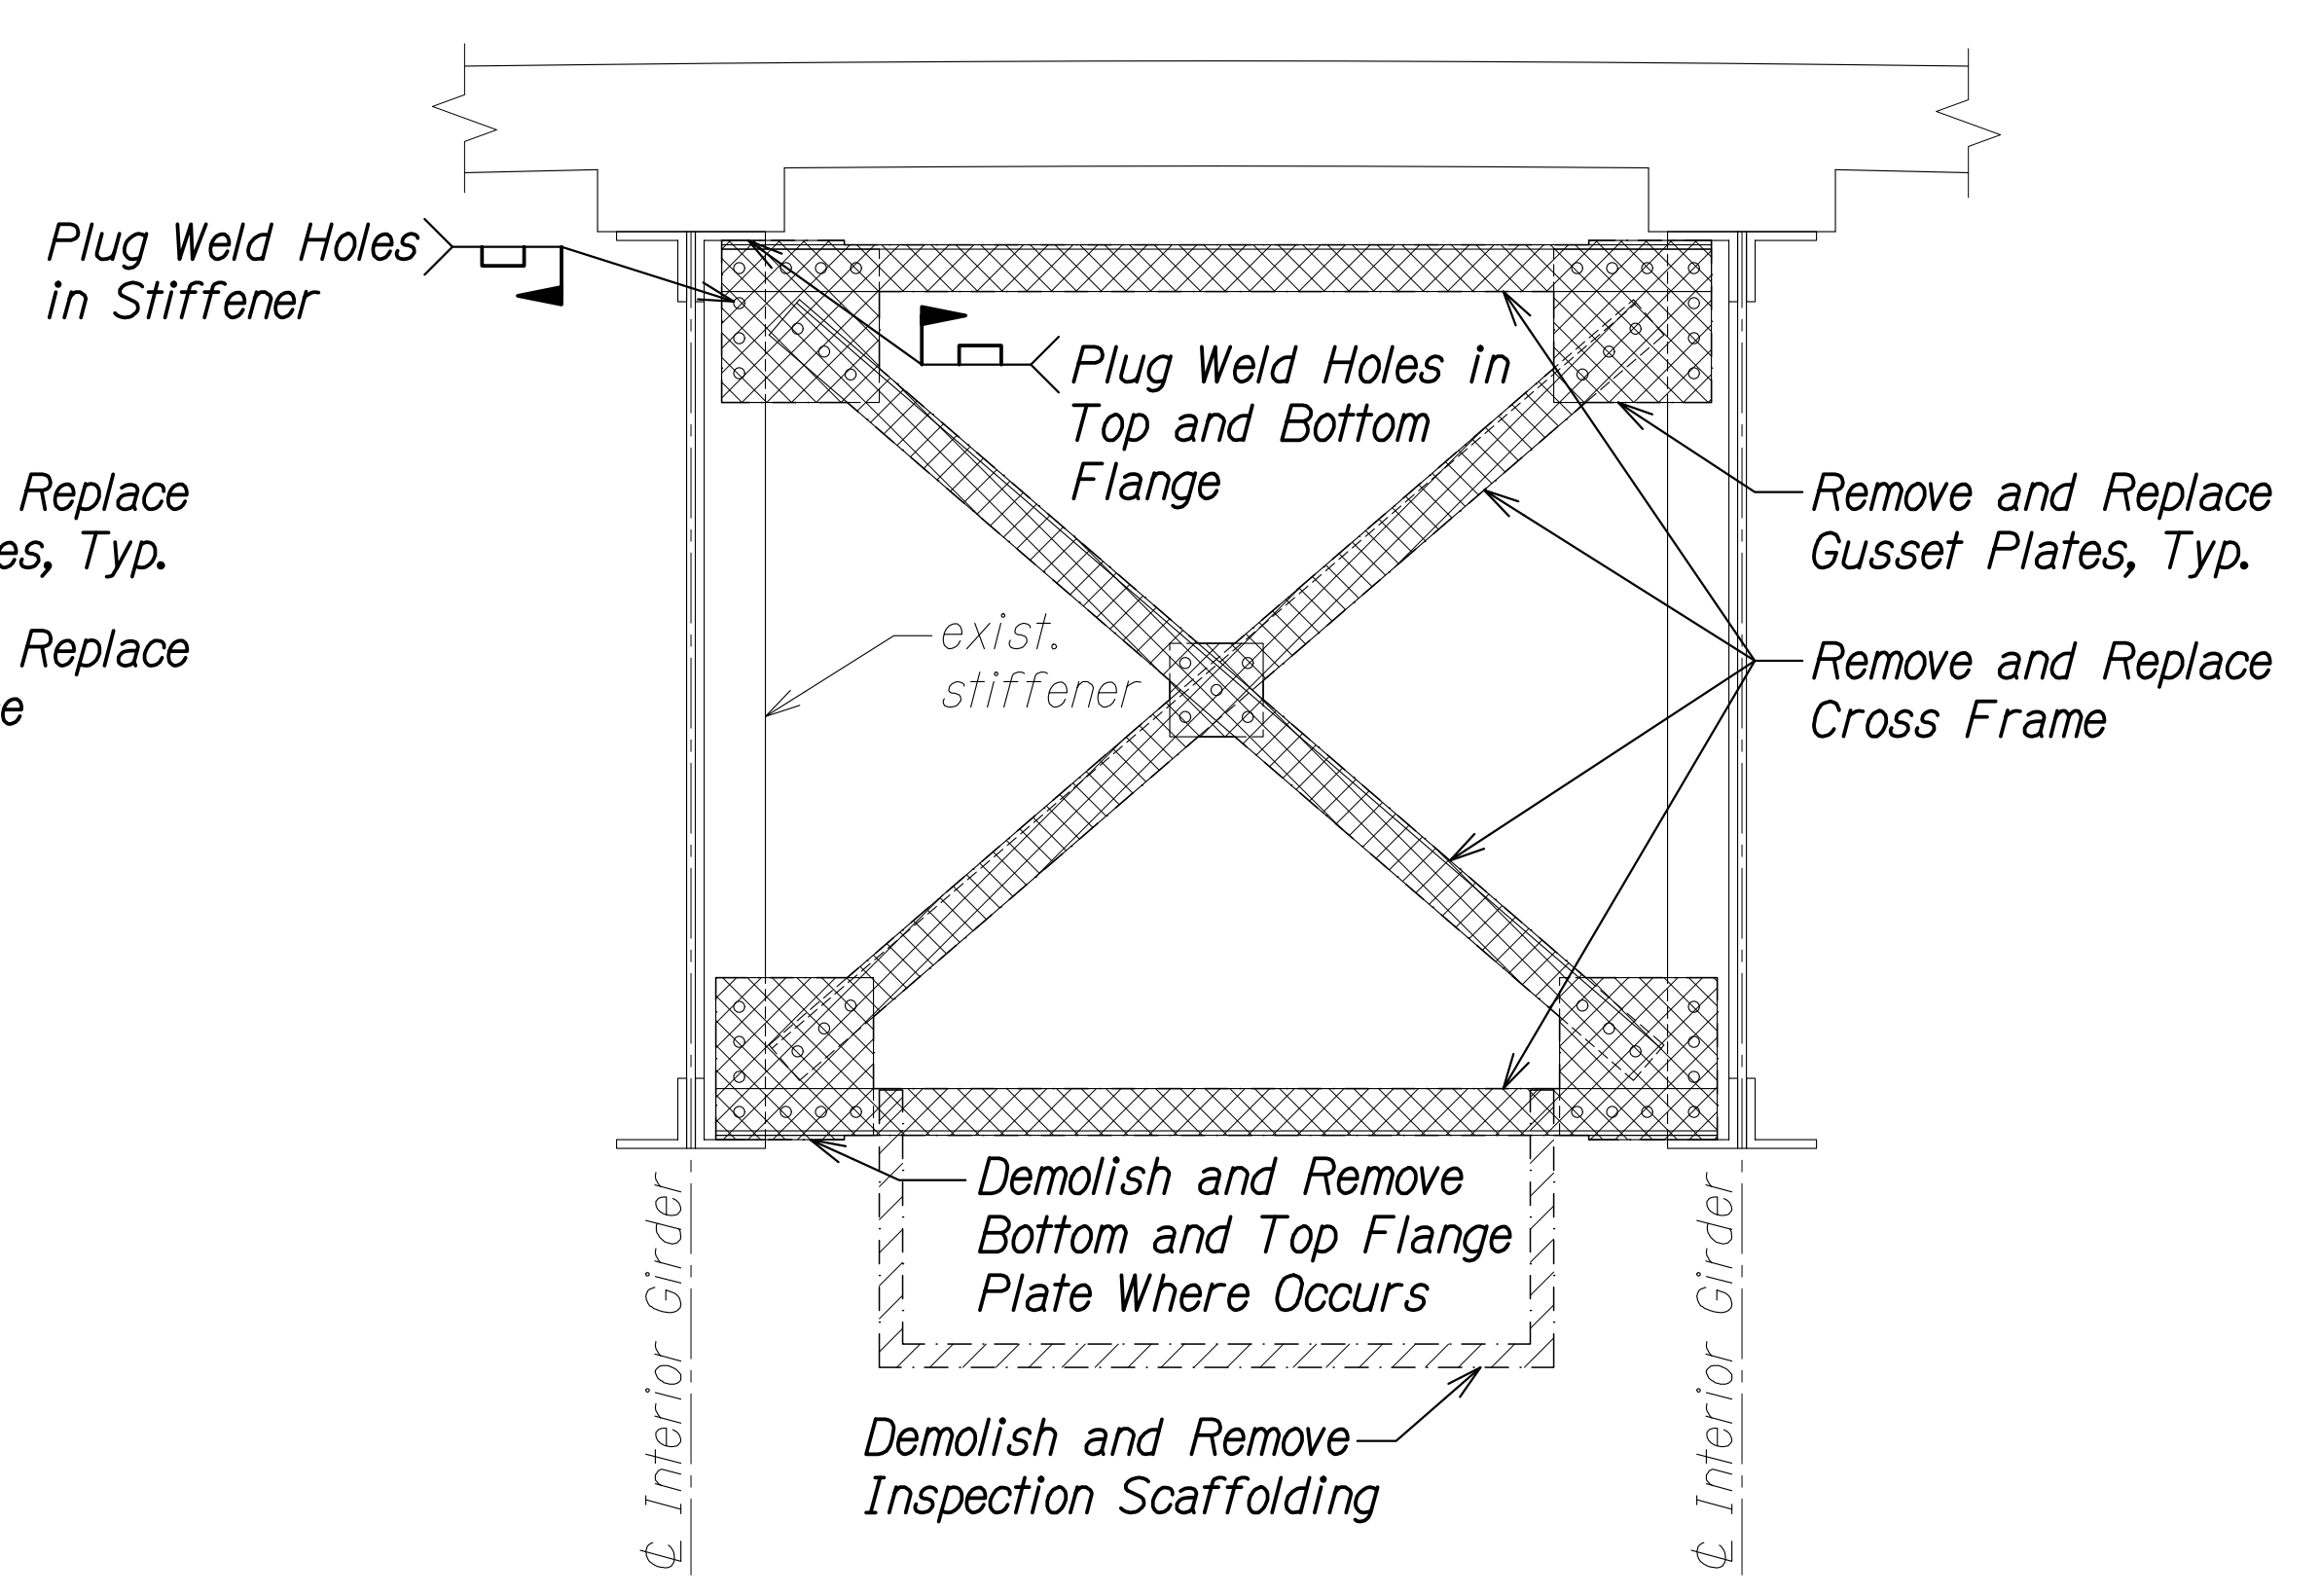 Plug Weld Holes
in Stiffener
Plug Weld Holes in
Top and Bottom
Flange
Replace
es, Typ.
Replace
e
Remove and Replace
Gusset Plates, Typ.
exist.
stiffener
Remove and Replace
Cross Frame
Demolish and Remove
Bottom and Top Flange
Plate Where Occurs
Demolish and Remove
Inspection Scaffolding
℄ Interior Girder
℄ Interior Girder